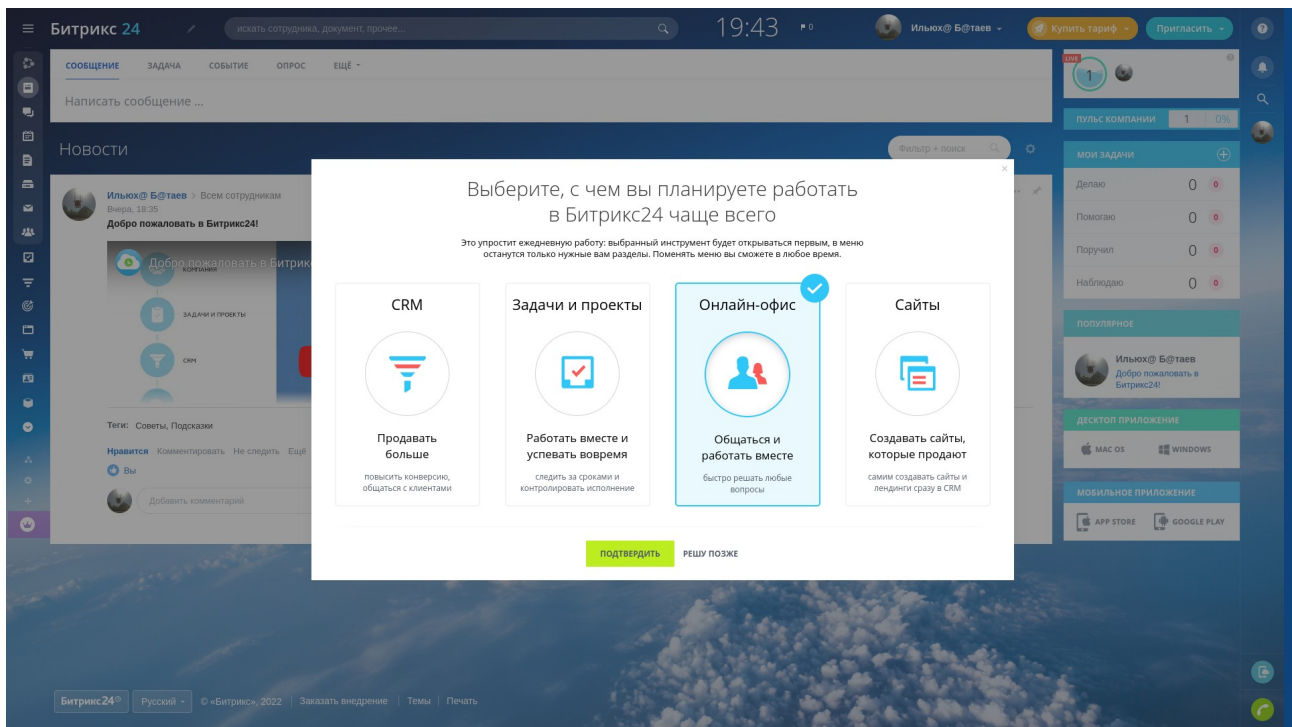 Битрикс 24
искать сотрудника, документ, прочее...
19:43
0
Ильюх@ Б@таев
Купить тариф
Пригласить
СООБЩЕНИЕ ЗАДАЧА СОБЫТИЕ ОПРОС ЕЩЁ
Написать сообщение ...
LIVE
1
ПУЛЬС КОМПАНИИ 1 0%
Новости
Фильтр + поиск
МОИ ЗАДАЧИ
Делаю 0 0
Помогаю 0 0
Поручил 0 0
Наблюдаю 0 0
Ильюх@ Б@таев > Всем сотрудникам
Вчера, 18:35
Добро пожаловать в Битрикс24!
Добро пожаловать в Битрик
КОМПАНИЯ
ЗАДАЧИ И ПРОЕКТЫ
CRM
Теги: Советы, Подсказки
Нравится Комментировать Не следить Ещё
Вы
Добавить комментарий
Выберите, с чем вы планируете работать
в Битрикс24 чаще всего
Это упростит ежедневную работу: выбранный инструмент будет открываться первым, в меню
останутся только нужные вам разделы. Поменять меню вы сможете в любое время.
CRM
Продавать
больше
повысить конверсию,
общаться с клиентами
Задачи и проекты
Работать вместе и
успевать вовремя
следить за сроками и
контролировать исполнение
Онлайн-офис
Общаться и
работать вместе
быстро решать любые
вопросы
Сайты
Создавать сайты,
которые продают
самим создавать сайты и
лендинги сразу в CRM
ПОДТВЕРДИТЬ РЕШУ ПОЗЖЕ
ПОПУЛЯРНОЕ
Ильюх@ Б@таев
Добро пожаловать в
Битрикс24!
ДЕСКТОП ПРИЛОЖЕНИЕ
MAC OS WINDOWS
МОБИЛЬНОЕ ПРИЛОЖЕНИЕ
APP STORE GOOGLE PLAY
Битрикс24 Русский © «Битрикс», 2022 Заказать внедрение Темы Печать